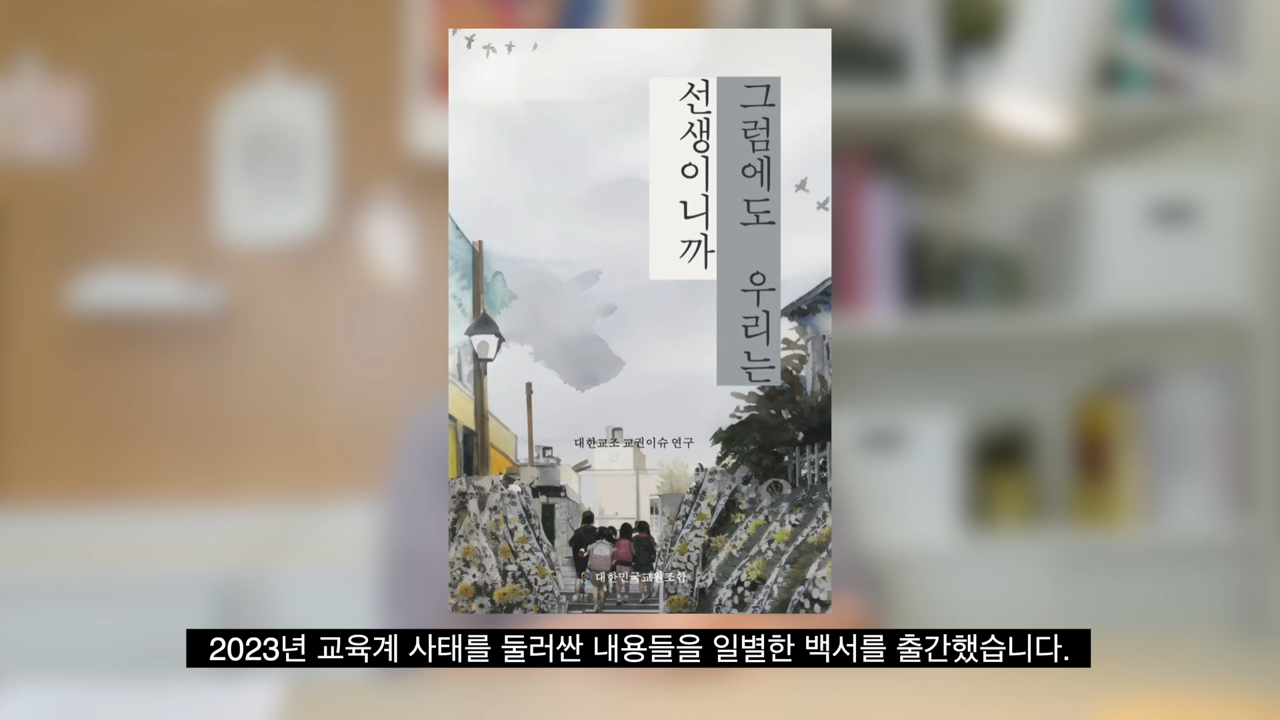 그럼에도 우리는
선생이니까
대한교조 교권이슈 연구
대한민국교원조합
2023년 교육계 사태를 둘러싼 내용들을 일별한 백서를 출간했습니다.